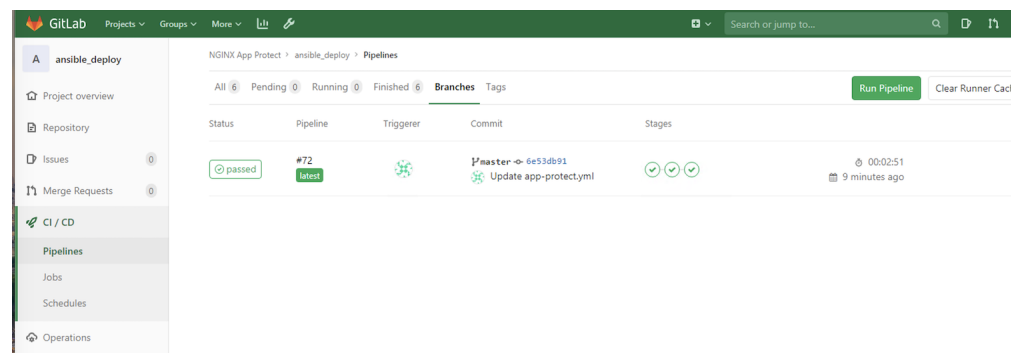 GitLab Projects Groups More Search or jump to...
A ansible_deploy
Project overview
Repository
Issues 0
Merge Requests 0
CI / CD
Pipelines
Jobs
Schedules
Operations
NGINX App Protect > ansible_deploy > Pipelines
All 6 Pending 0 Running 0 Finished 6 Branches Tags Run Pipeline Clear Runner Cach
Status Pipeline Triggerer Commit Stages
passed #72 latest master 6e53db91 00:02:51
Update app-protect.yml 9 minutes ago